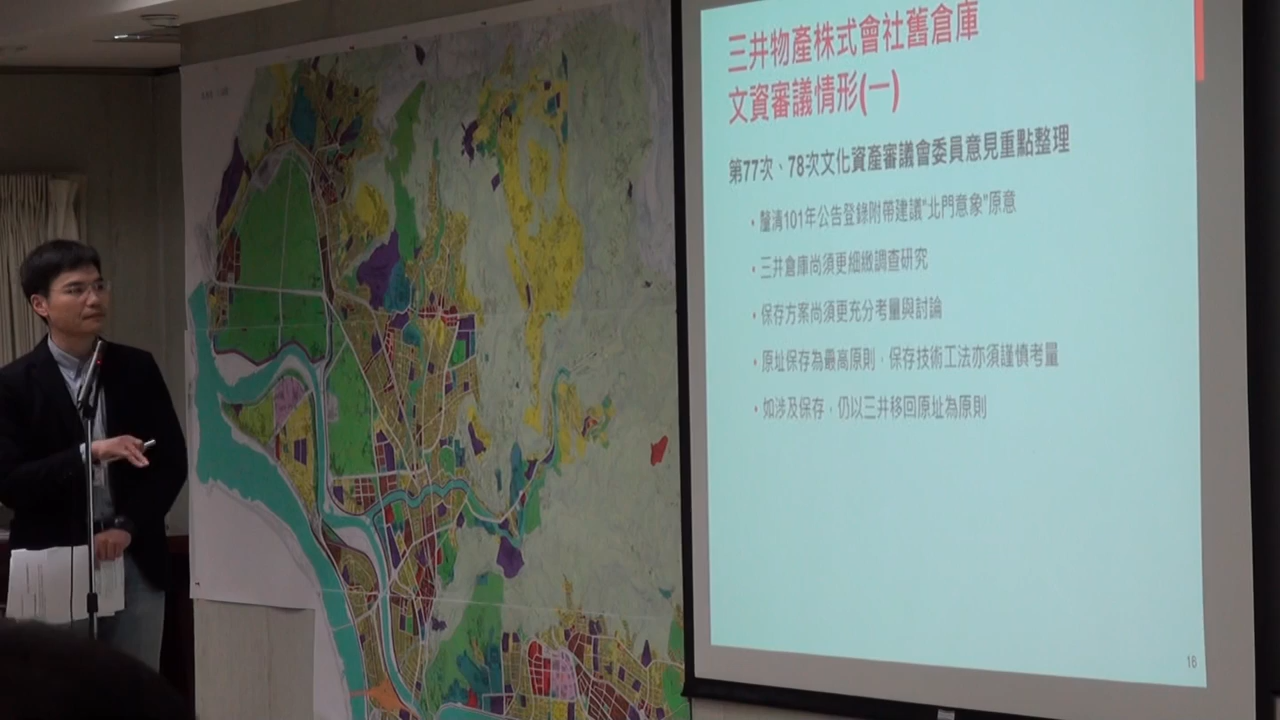 三井物產株式會社舊倉庫
文資審議情形(一)
第77次、78次文化資產審議會委員意見重點整理
• 釐清101年公告登錄附帶建議"北門意象"原意
• 三井倉庫尚須更細緻調查研究
• 保存方案尚須更充分考量與討論
• 原址保存為最高原則，保存技術工法亦須謹慎考量
• 如涉及保存，仍以三井移回原址為原則
18